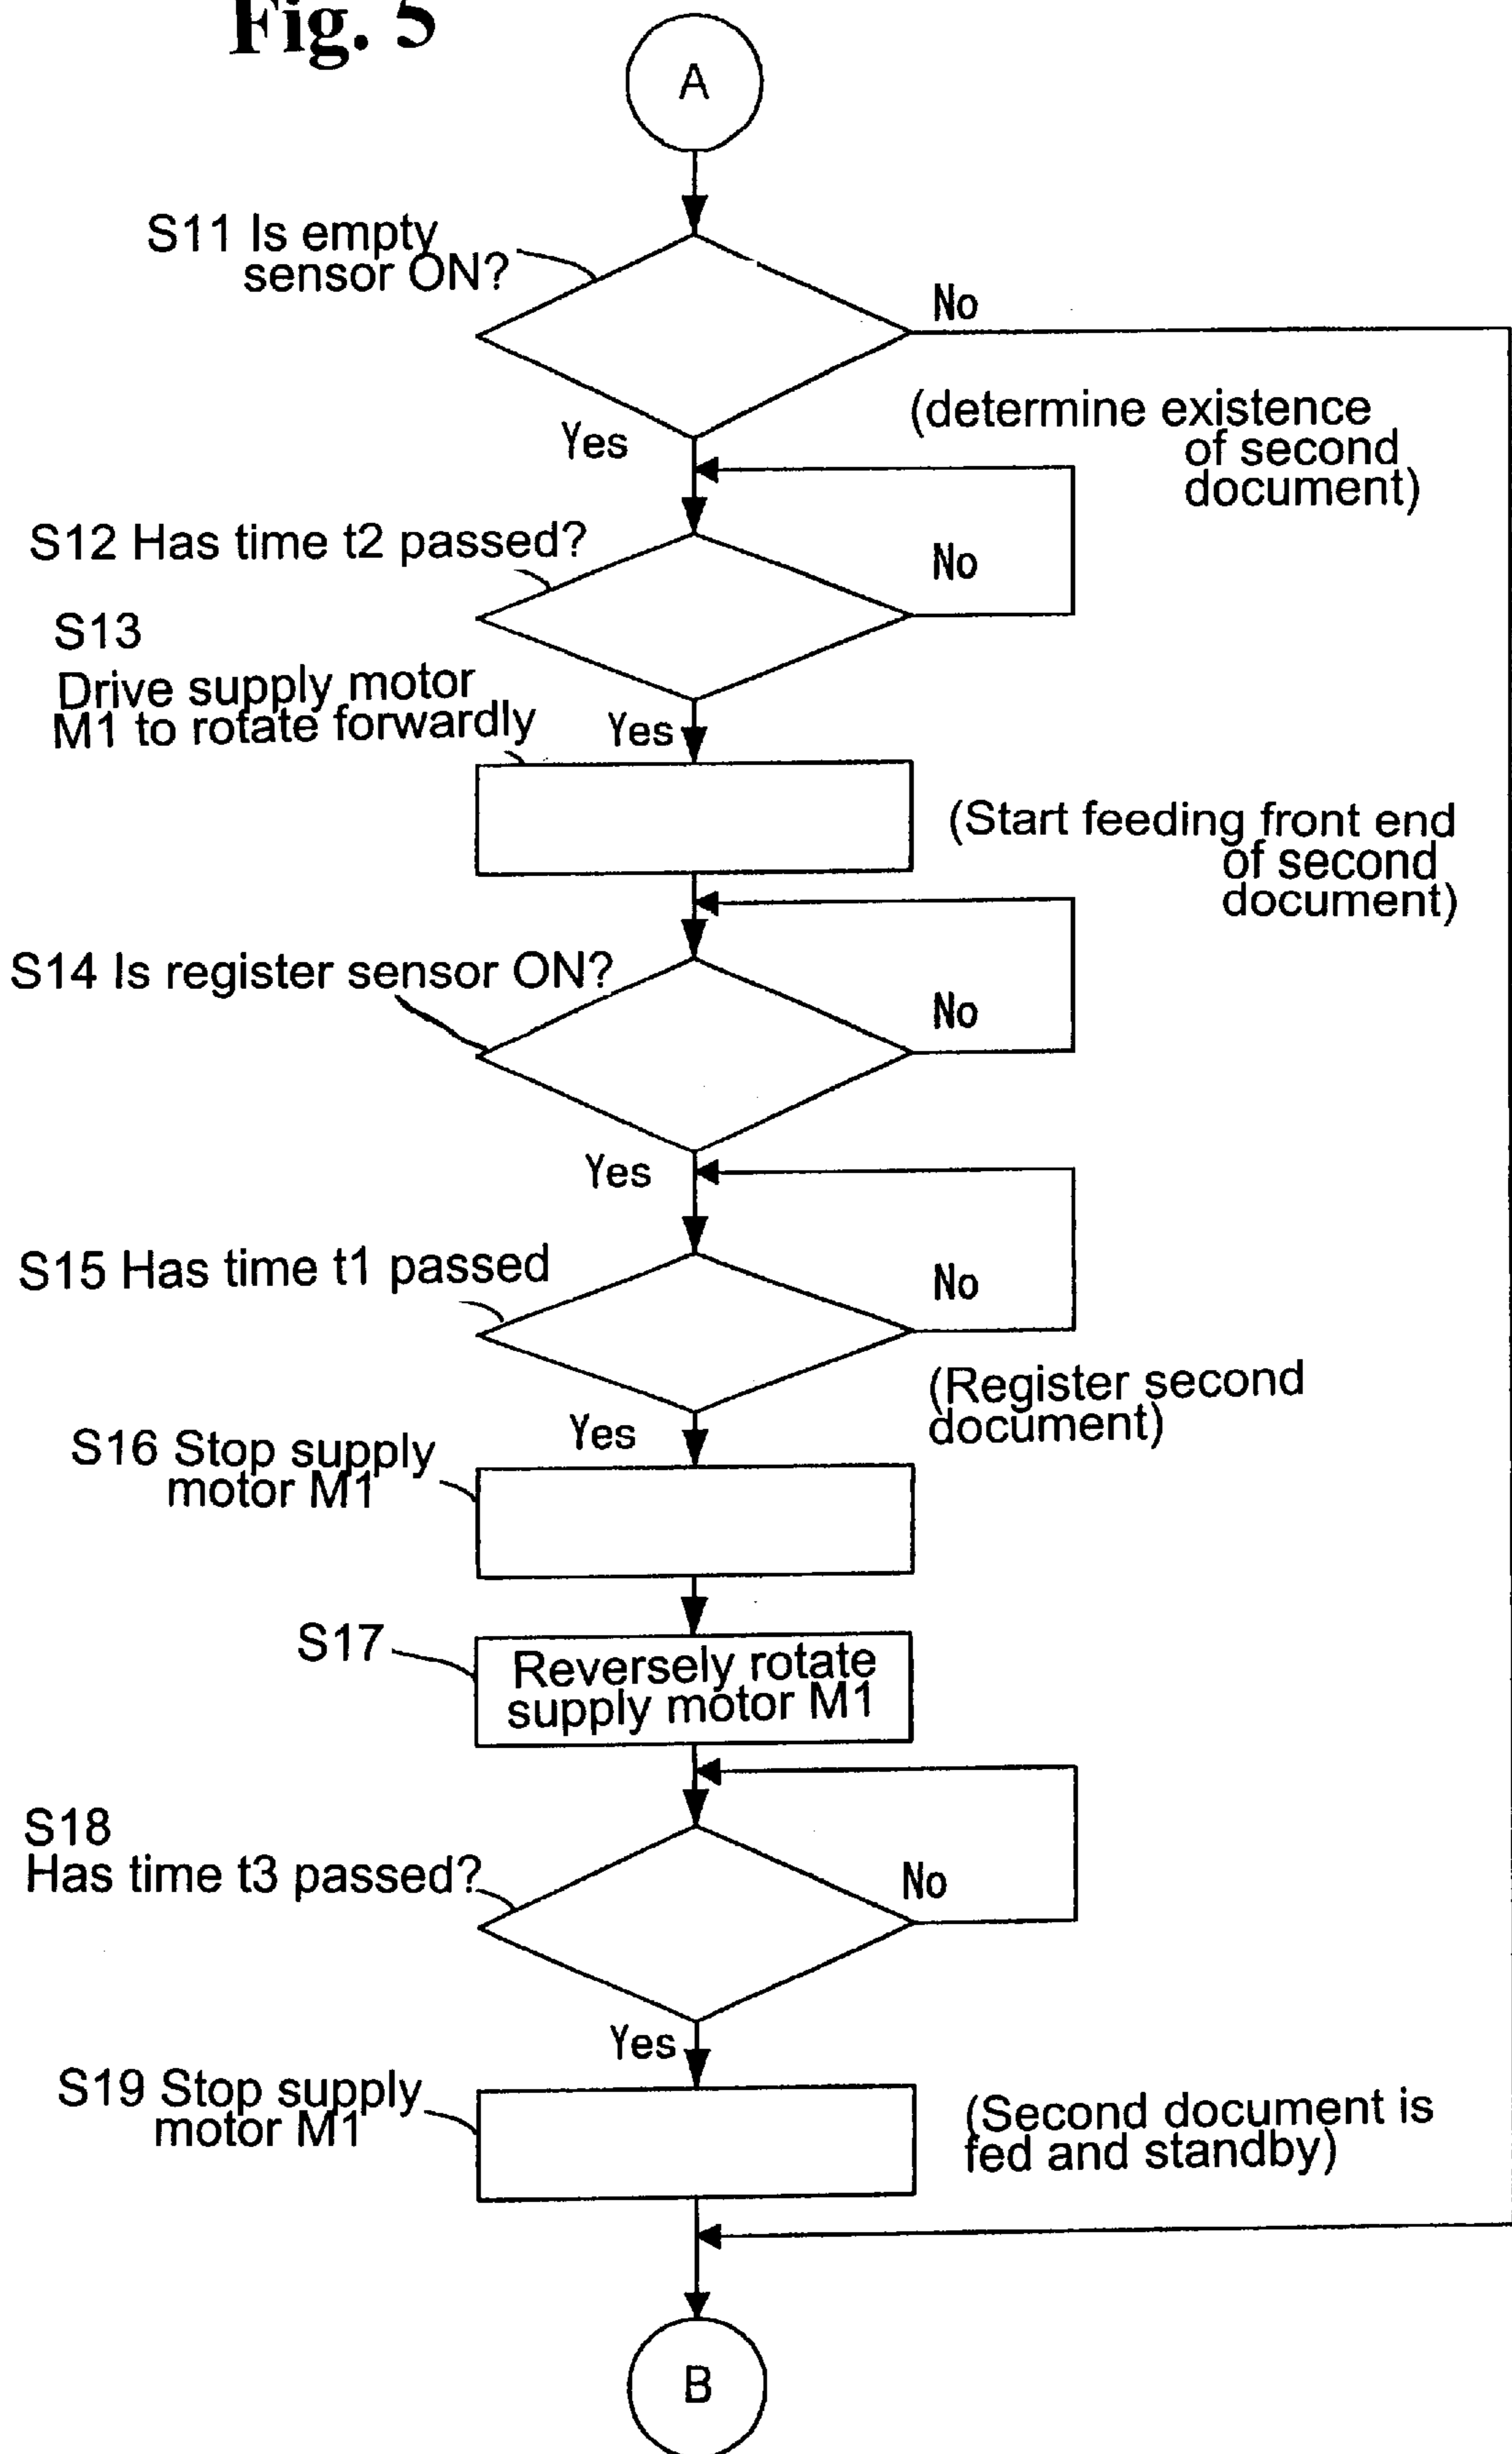 Fig. 5
A
S11 Is empty
sensor ON?
No
(determine existence
of second
document)
Yes
S12 Has time t2 passed?
No
S13
Drive supply motor
M1 to rotate forwardly
Yes
(Start feeding front end
of second
document)
S14 Is register sensor ON?
No
Yes
S15 Has time t1 passed
No
(Register second
document)
Yes
S16 Stop supply
motor M1
S17
Reversely rotate
supply motor M1
S18
Has time t3 passed?
No
Yes
S19 Stop supply
motor M1
(Second document is
fed and standby)
B